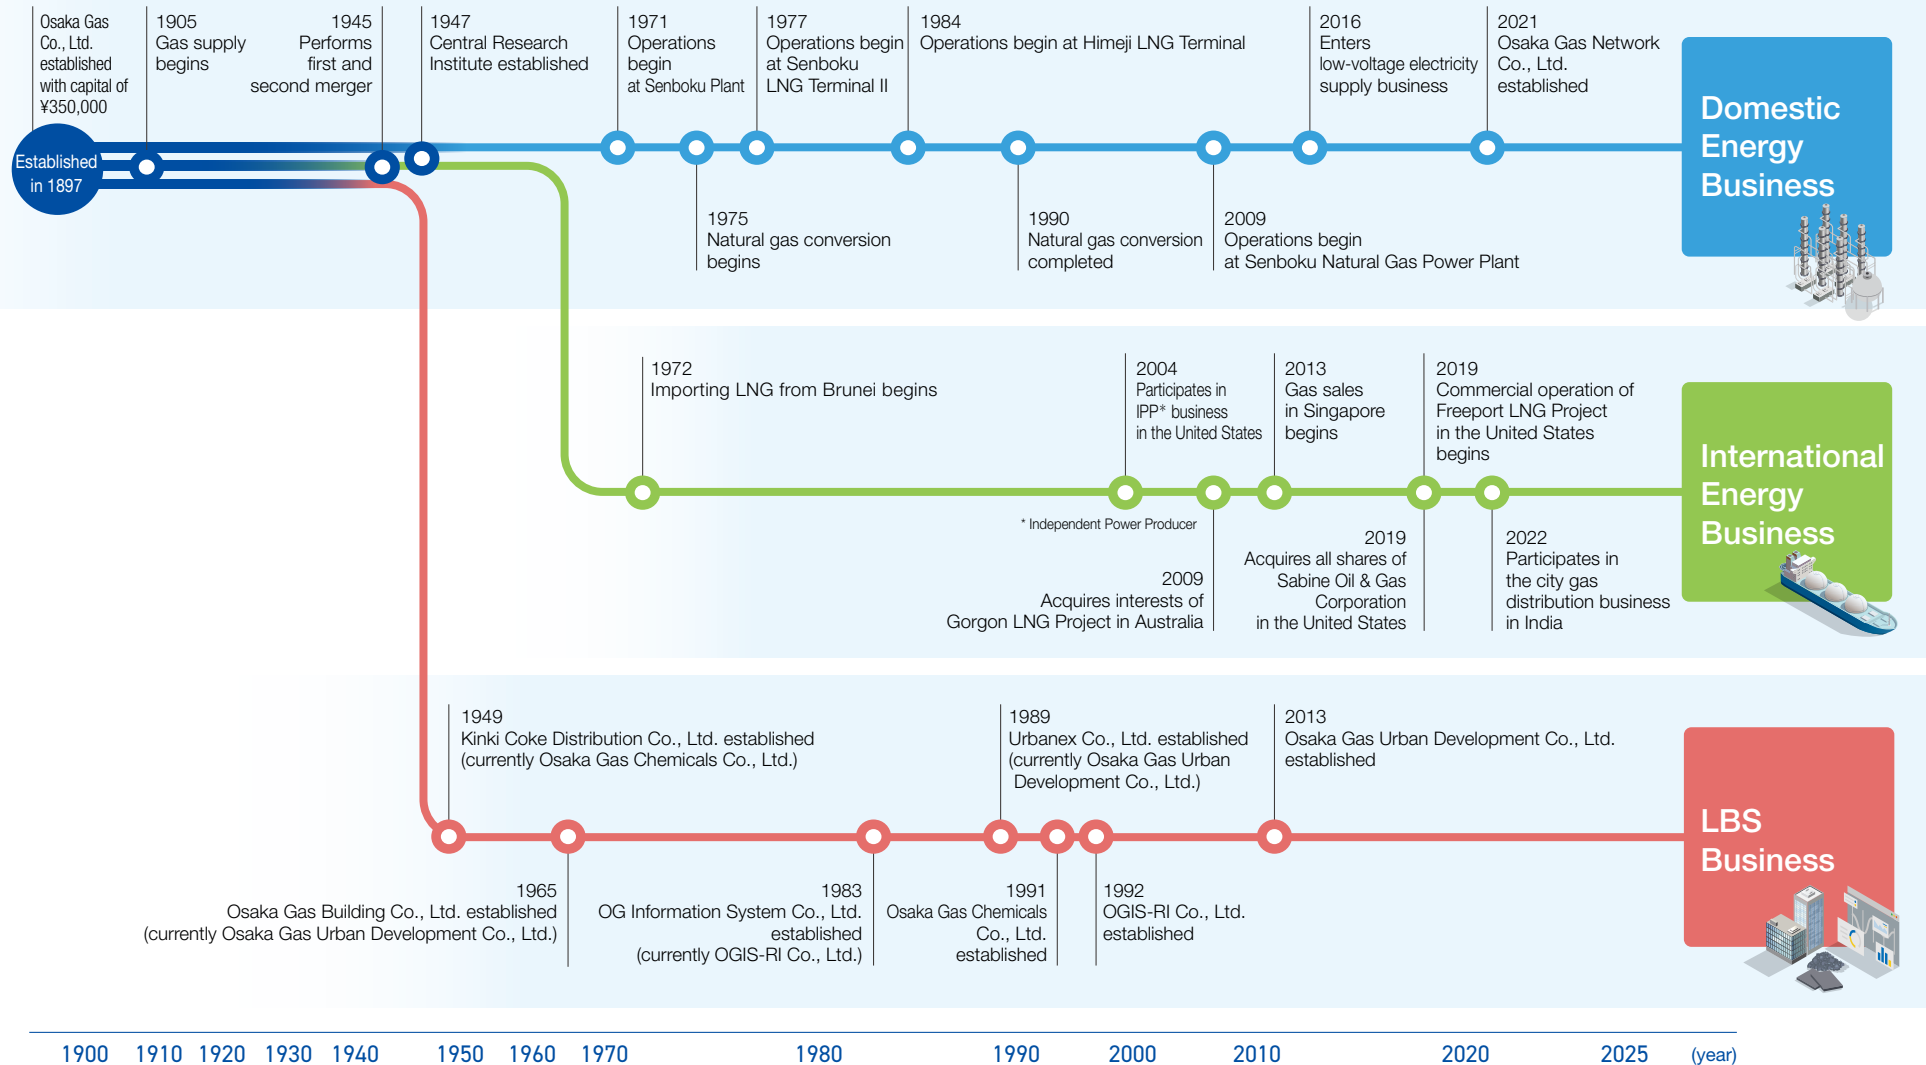 Osaka Gas
Co., Ltd.
established
with capital of
¥350,000
Established
in 1897
1905
Gas supply
begins
1945
Performs
first and
second merger
1947
Central Research
Institute established
1971
Operations
begin
at Senboku Plant
1977
Operations begin
at Senboku
LNG Terminal II
1984
Operations begin at Himeji LNG Terminal
2016
Enters
low-voltage electricity
supply business
2021
Osaka Gas Network
Co., Ltd.
established
1975
Natural gas conversion
begins
1990
Natural gas conversion
completed
2009
Operations begin
at Senboku Natural Gas Power Plant
Domestic
Energy
Business
1972
Importing LNG from Brunei begins
2004
Participates in
IPP* business
in the United States
2013
Gas sales
in Singapore
begins
2019
Commercial operation of
Freeport LNG Project
in the United States
begins
* Independent Power Producer
2009
Acquires interests of
Gorgon LNG Project in Australia
2019
Acquires all shares of
Sabine Oil & Gas
Corporation
in the United States
2022
Participates in
the city gas
distribution business
in India
International
Energy
Business
1949
Kinki Coke Distribution Co., Ltd. established
(currently Osaka Gas Chemicals Co., Ltd.)
1989
Urbanex Co., Ltd. established
(currently Osaka Gas Urban
Development Co., Ltd.)
2013
Osaka Gas Urban Development Co., Ltd.
established
1965
Osaka Gas Building Co., Ltd. established
(currently Osaka Gas Urban Development Co., Ltd.)
1983
OG Information System Co., Ltd.
established
(currently OGIS-RI Co., Ltd.)
1991
Osaka Gas Chemicals
Co., Ltd.
established
1992
OGIS-RI Co., Ltd.
established
LBS
Business
1900 1910 1920 1930 1940 1950 1960 1970 1980 1990 2000 2010 2020 2025 (year)